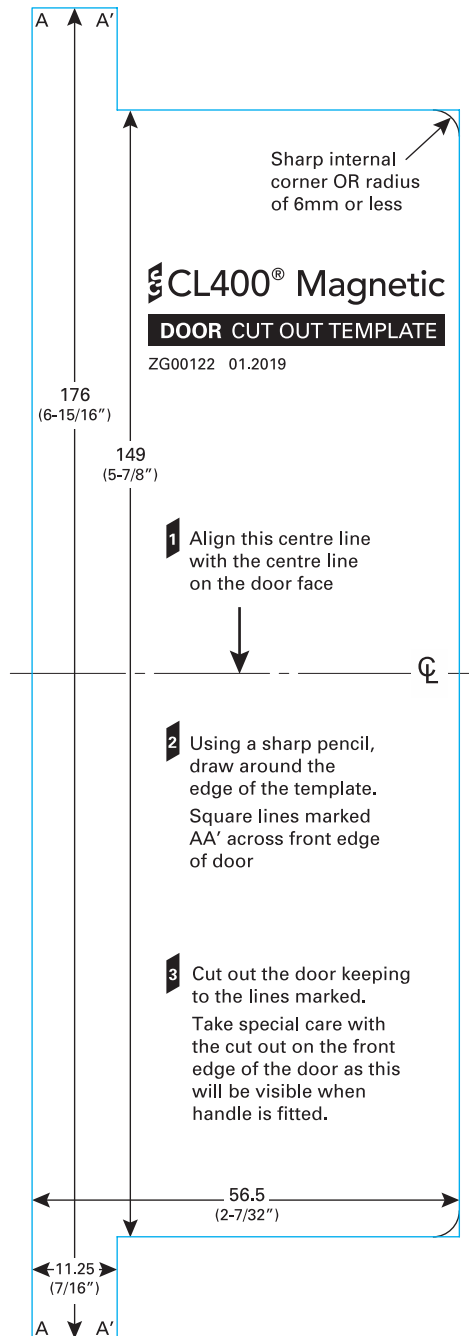 A A'
Sharp internal
corner OR radius
of 6mm or less
CL400® Magnetic
DOOR CUT OUT TEMPLATE
ZG00122 01.2019
176
(6-15/16”)
149
(5-7/8”)
1 Align this centre line
with the centre line
on the door face
℄
2 Using a sharp pencil,
draw around the
edge of the template.
Square lines marked
AA’ across front edge
of door
3 Cut out the door keeping
to the lines marked.
Take special care with
the cut out on the front
edge of the door as this
will be visible when
handle is fitted.
56.5
(2-7/32”)
11.25
(7/16”)
A A'